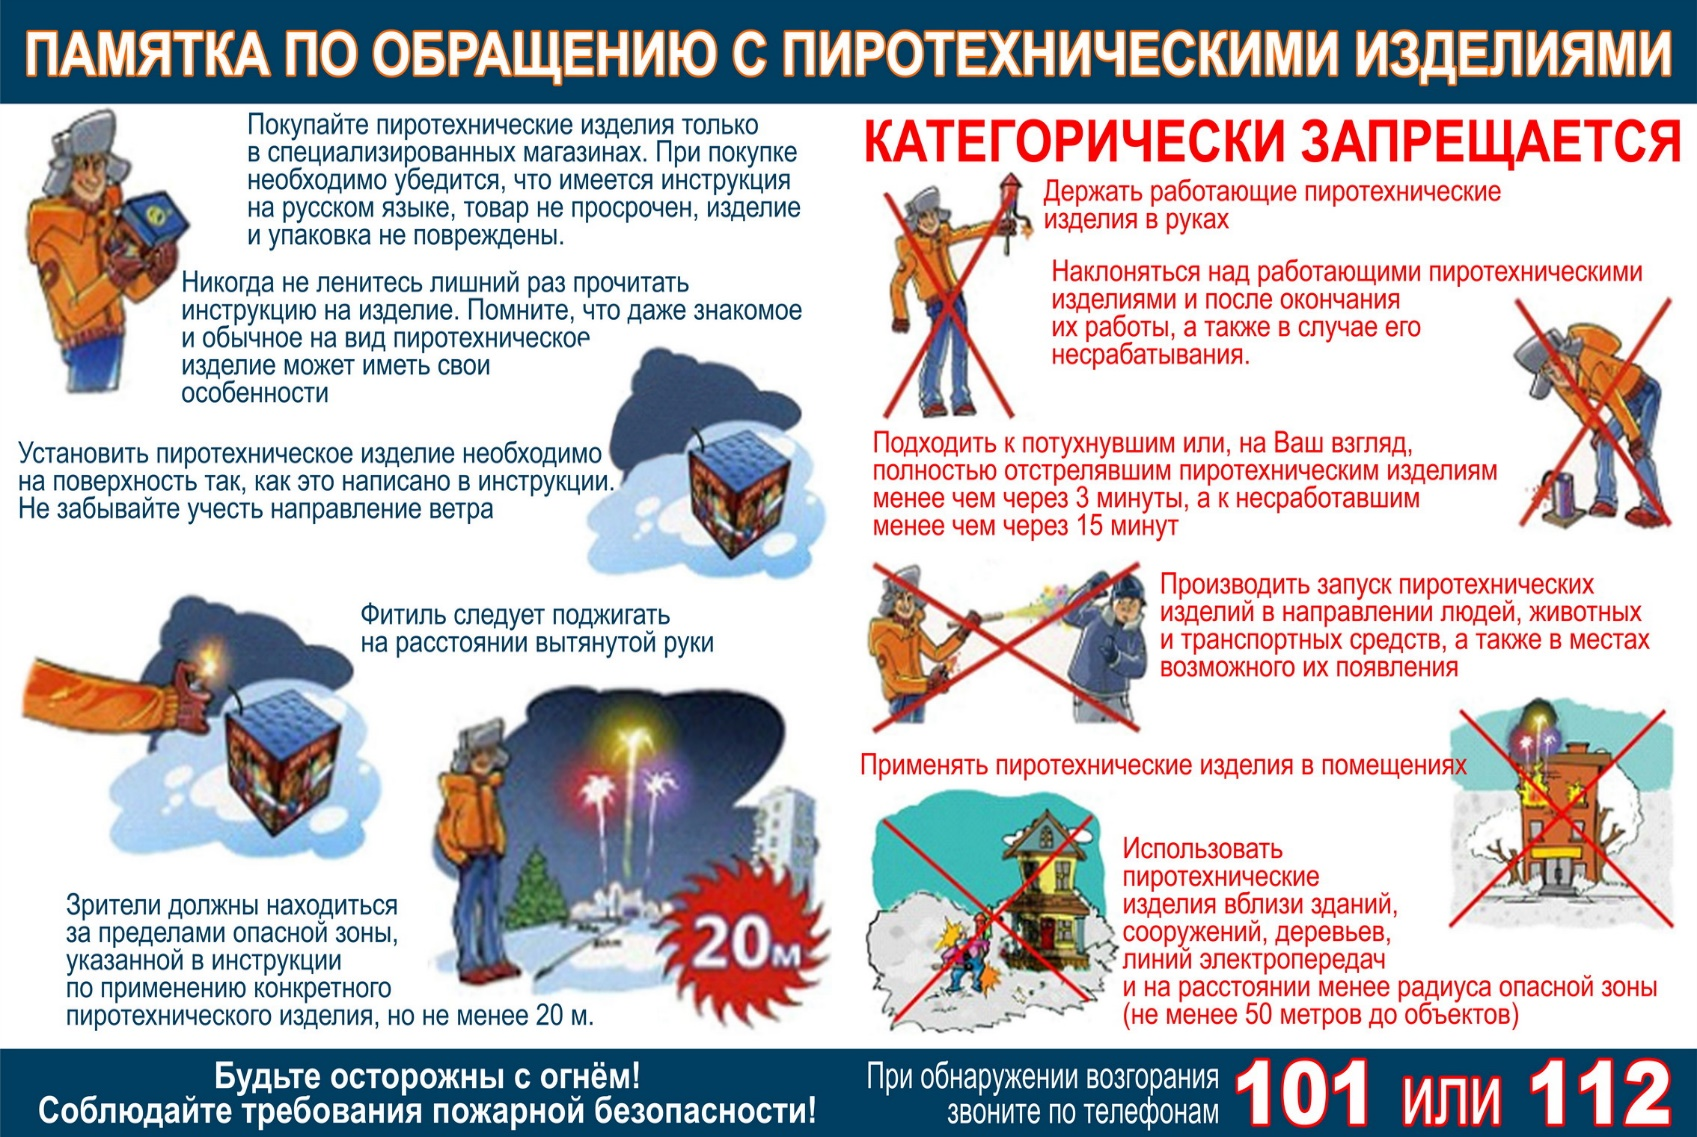 ПАМЯТКА ПО ОБРАЩЕНИЮ С ПИРОТЕХНИЧЕСКИМИ ИЗДЕЛИЯМИ
Покупайте пиротехнические изделия только
в специализированных магазинах. При покупке
необходимо убедится, что имеется инструкция
на русском языке, товар не просрочен, изделие
и упаковка не повреждены.
Никогда не ленитесь лишний раз прочитать
инструкцию на изделие. Помните, что даже знакомое
и обычное на вид пиротехническое
изделие может иметь свои
особенности
Установить пиротехническое изделие необходимо
на поверхность так, как это написано в инструкции.
Не забывайте учесть направление ветра
Фитиль следует поджигать
на расстоянии вытянутой руки
Зрители должны находиться
за пределами опасной зоны,
указанной в инструкции
по применению конкретного
пиротехнического изделия, но не менее 20 м.
20м
КАТЕГОРИЧЕСКИ ЗАПРЕЩАЕТСЯ
Держать работающие пиротехнические
изделия в руках
Наклоняться над работающими пиротехническими
изделиями и после окончания
их работы, а также в случае его
несрабатывания.
Подходить к потухнувшим или, на Ваш взгляд,
полностью отстрелявшим пиротехническим изделиям
менее чем через 3 минуты, а к несработавшим
менее чем через 15 минут
Производить запуск пиротехнических
изделий в направлении людей, животных
и транспортных средств, а также в местах
возможного их появления
Применять пиротехнические изделия в помещениях
Использовать
пиротехнические
изделия вблизи зданий,
сооружений, деревьев,
линий электропередач
и на расстоянии менее радиуса опасной зоны
(не менее 50 метров до объектов)
Будьте осторожны с огнём!
Соблюдайте требования пожарной безопасности!
При обнаружении возгорания
звоните по телефонам
101 или 112